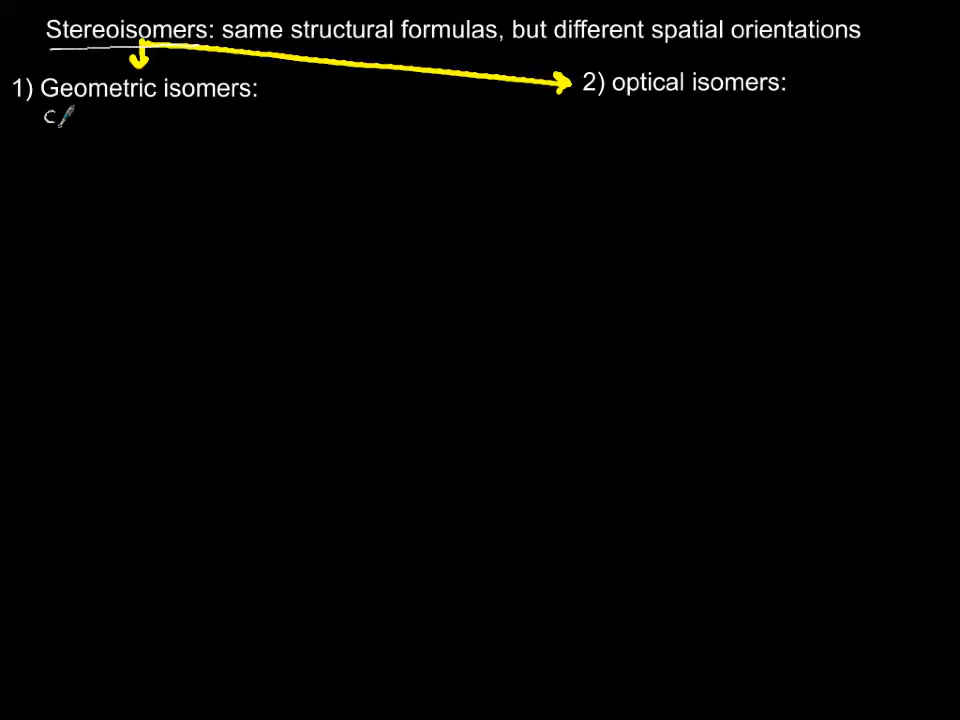 Stereoisomers: same structural formulas, but different spatial orientations
1) Geometric isomers:
2) optical isomers:
c